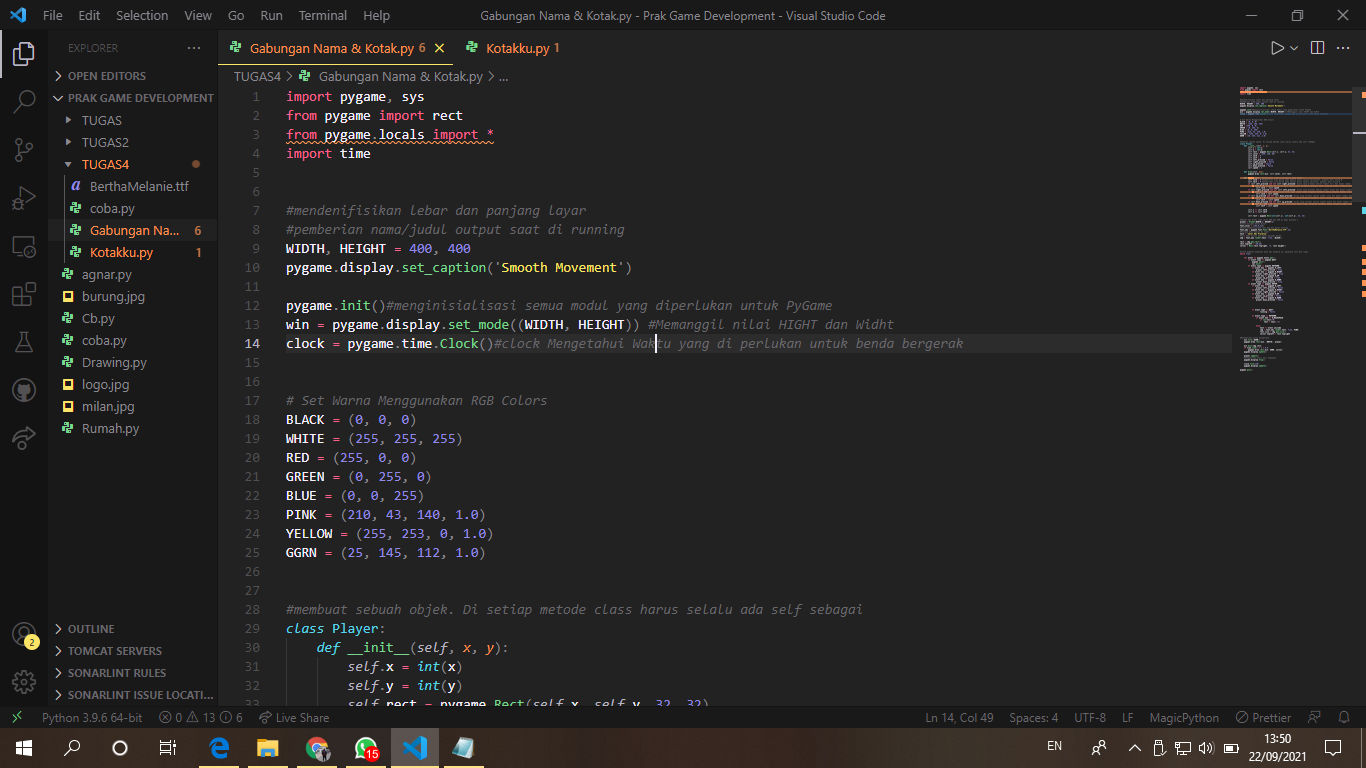 File Edit Selection View Go Run Terminal Help
Gabungan Nama & Kotak.py - Prak Game Development - Visual Studio Code
EXPLORER
OPEN EDITORS
PRAK GAME DEVELOPMENT
TUGAS
TUGAS2
TUGAS4
a BerthaMelanie.ttf
coba.py
Gabungan Na... 6
Kotakku.py 1
agnar.py
burung.jpg
Cb.py
coba.py
Drawing.py
logo.jpg
milan.jpg
Rumah.py
OUTLINE
TOMCAT SERVERS
SONARLINT RULES
SONARLINT ISSUE LOCATI...
2
Gabungan Nama & Kotak.py 6
Kotakku.py 1
TUGAS4 > Gabungan Nama & Kotak.py > ...
1 import pygame, sys
2 from pygame import rect
3 from pygame.locals import *
4 import time
5
6
7 #mendenifisikan lebar dan panjang layar
8 #pemberian nama/judul output saat di running
9 WIDTH, HEIGHT = 400, 400
10 pygame.display.set_caption('Smooth Movement')
11
12 pygame.init()#menginisialisasi semua modul yang diperlukan untuk PyGame
13 win = pygame.display.set_mode((WIDTH, HEIGHT)) #Memanggil nilai HIGHT dan Widht
14 clock = pygame.time.Clock()#clock Mengetahui Waktu yang di perlukan untuk benda bergerak
15
16
17 # Set Warna Menggunakan RGB Colors
18 BLACK = (0, 0, 0)
19 WHITE = (255, 255, 255)
20 RED = (255, 0, 0)
21 GREEN = (0, 255, 0)
22 BLUE = (0, 0, 255)
23 PINK = (210, 43, 140, 1.0)
24 YELLOW = (255, 253, 0, 1.0)
25 GGRN = (25, 145, 112, 1.0)
26
27
28 #membuat sebuah objek. Di setiap metode class harus selalu ada self sebagai
29 class Player:
30 def __init__(self, x, y):
31 self.x = int(x)
32 self.y = int(y)
33 self.rect = pygame.Rect(self.x, self.y, 32, 32)
Python 3.9.6 64-bit 0 13 6 Live Share
Ln 14, Col 49 Spaces: 4 UTF-8 LF MagicPython Prettier
15
EN
13:50
22/09/2021